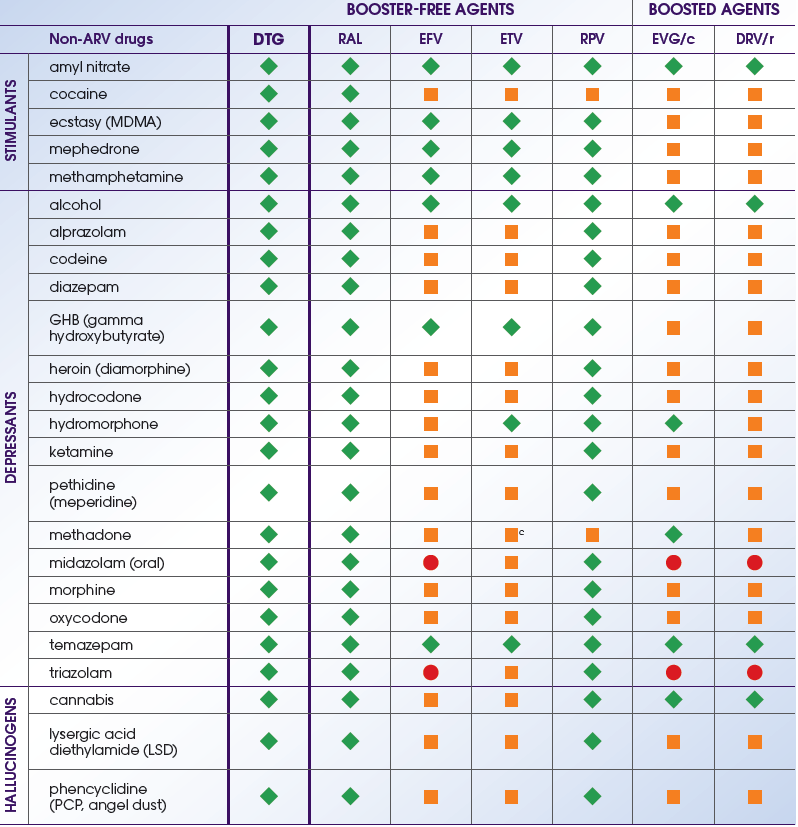 BOOSTER-FREE AGENTS BOOSTED AGENTS
Non-ARV drugs DTG RAL EFV ETV RPV EVG/c DRV/r
STIMULANTS
amyl nitrate
cocaine
ecstasy (MDMA)
mephedrone
methamphetamine
DEPRESSANTS
alcohol
alprazolam
codeine
diazepam
GHB (gamma
hydroxybutyrate)
heroin (diamorphine)
hydrocodone
hydromorphone
ketamine
pethidine
(meperidine)
methadone c
midazolam (oral)
morphine
oxycodone
temazepam
triazolam
HALLUCINOGENS
cannabis
lysergic acid
diethylamide (LSD)
phencyclidine
(PCP, angel dust)